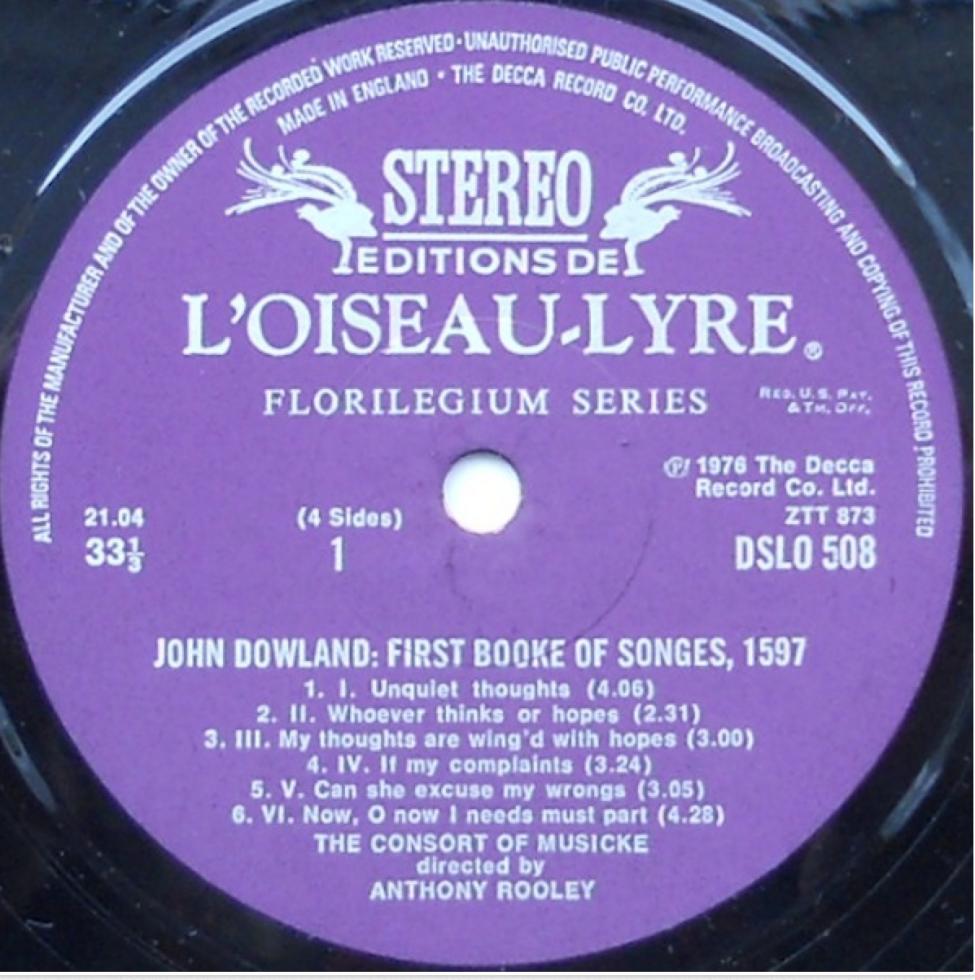 ALL RIGHTS OF THE MANUFACTURER AND OF THE OWNER OF THE RECORDED WORK RESERVED · UNAUTHORISED PUBLIC PERFORMANCE BROADCASTING AND COPYING OF THIS RECORD PROHIBITED
MADE IN ENGLAND · THE DECCA RECORD CO. LTD.
STEREO
EDITIONS DE
L'OISEAU-LYRE®
FLORILEGIUM SERIES
REG. U.S. PAT.
& TM. OFF.
℗ 1976 The Decca
Record Co. Ltd.
21.04 (4 Sides) ZTT 873
33⅓ 1 DSLO 508
JOHN DOWLAND: FIRST BOOKE OF SONGES, 1597
1. I. Unquiet thoughts (4.06)
2. II. Whoever thinks or hopes (2.31)
3. III. My thoughts are wing'd with hopes (3.00)
4. IV. If my complaints (3.24)
5. V. Can she excuse my wrongs (3.05)
6. VI. Now, O now I needs must part (4.28)
THE CONSORT OF MUSICKE
directed by
ANTHONY ROOLEY